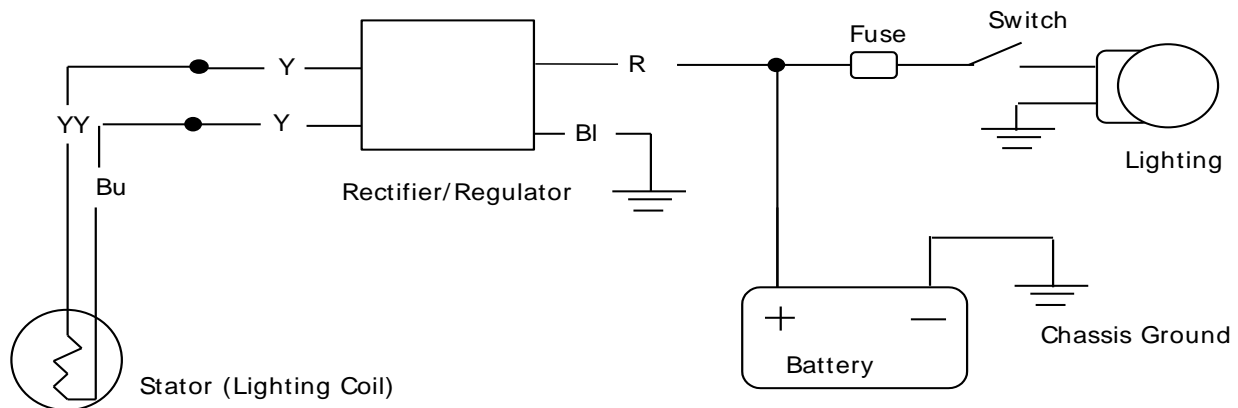 Switch
Fuse
Y
R
YY
Y
Bl
Lighting
Bu
Rectifier/Regulator
+
—
Chassis Ground
Battery
Stator (Lighting Coil)